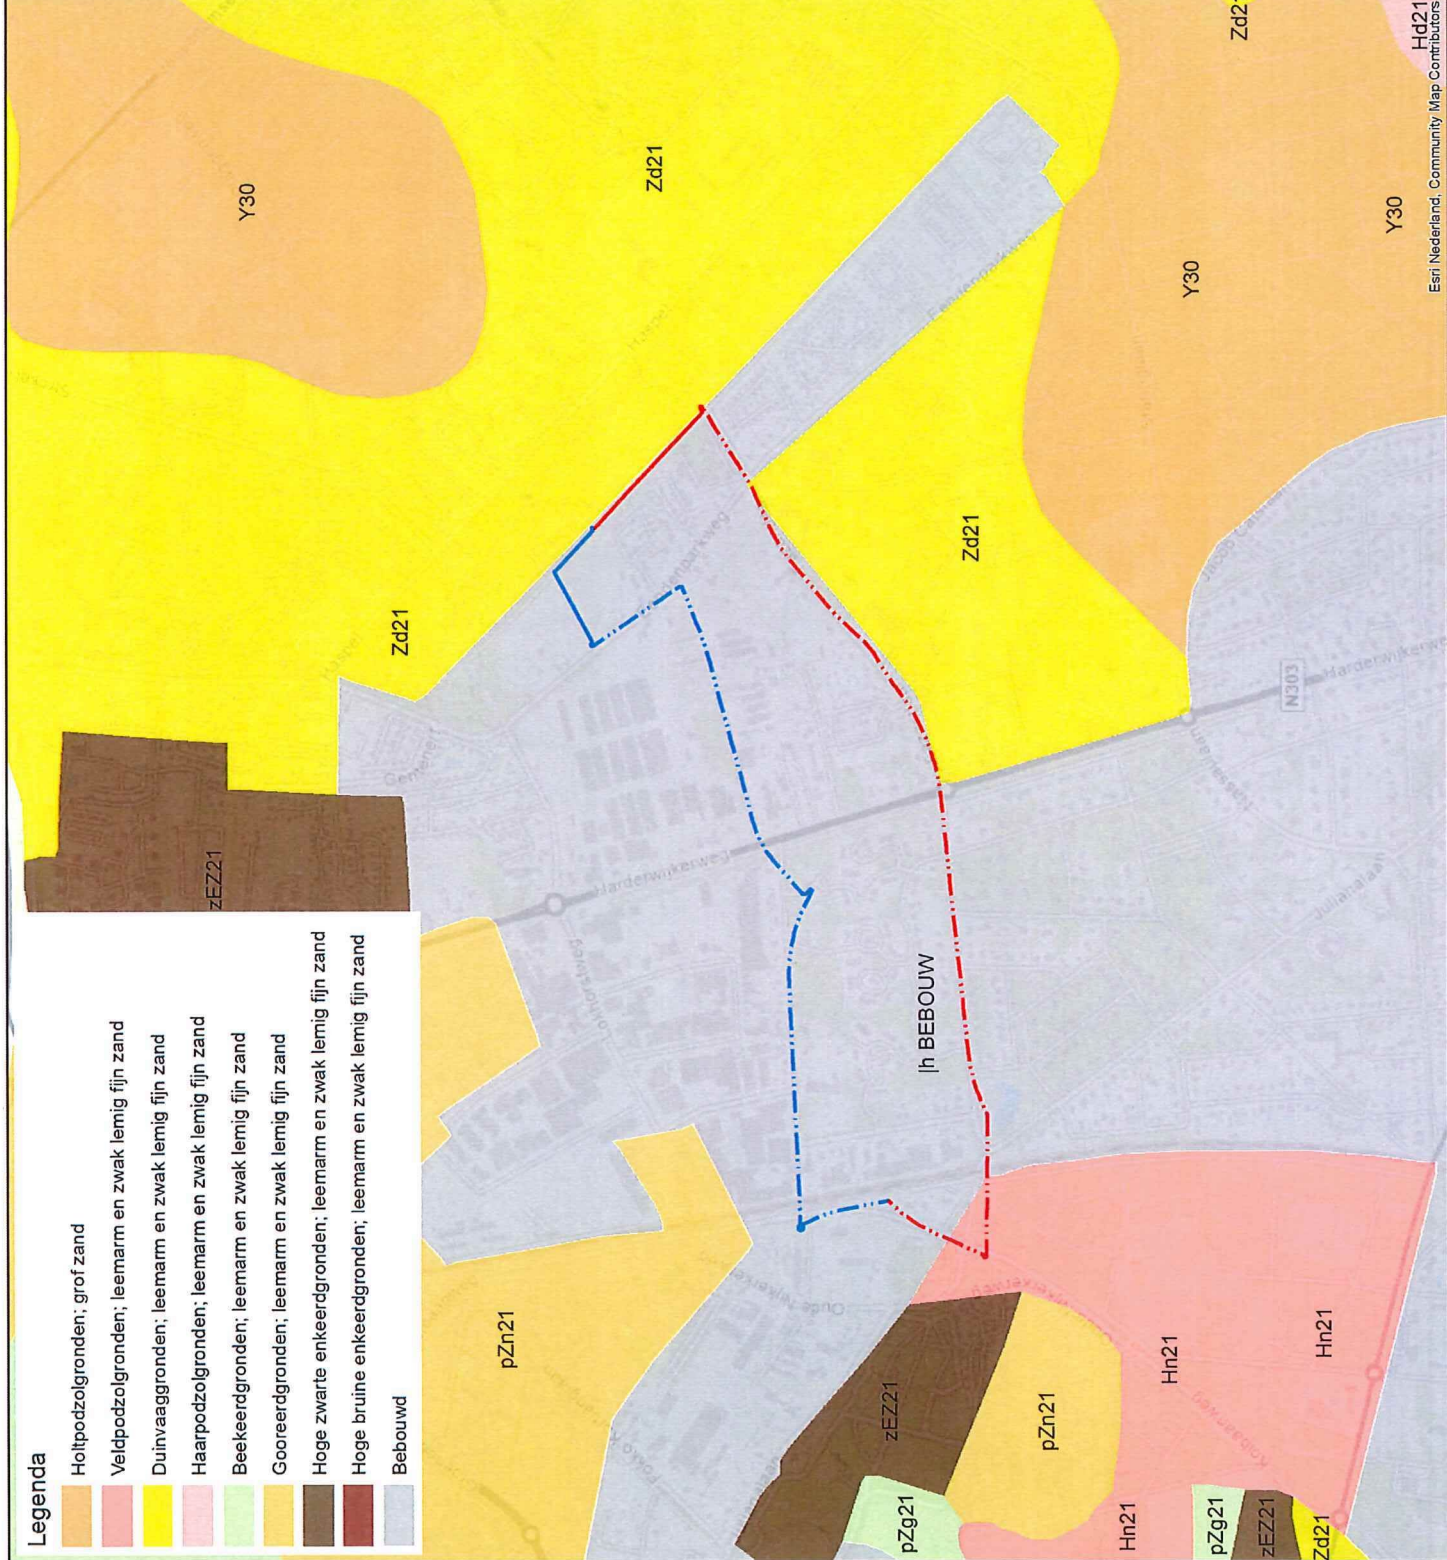 Legenda
Holtpodzolgronden; grof zand
Veldpodzolgronden; leemarm en zwak lemig fijn zand
Duinvaaggronden; leemarm en zwak lemig fijn zand
Haarpodzolgronden; leemarm en zwak lemig fijn zand
Beekeerdgronden; leemarm en zwak lemig fijn zand
Gooreerdgronden; leemarm en zwak lemig fijn zand
Hoge zwarte enkeerdgronden; leemarm en zwak lemig fijn zand
Hoge bruine enkeerdgronden; leemarm en zwak lemig fijn zand
Bebouwd
zEZ21
Zd21
Y30
Zd21
pZn21
Harderwijkerweg
|h BEBOUW
Zd21
Y30
Zd21
Hd21
Y30
N303
Julianalaan
Nassaulaan
zEZ21
pZn21
Hn21
Hn21
pZg21
Hn21
pZg21
zEZ21
Zd21
Kolbaanweg
Esri Nederland, Community Map Contributors